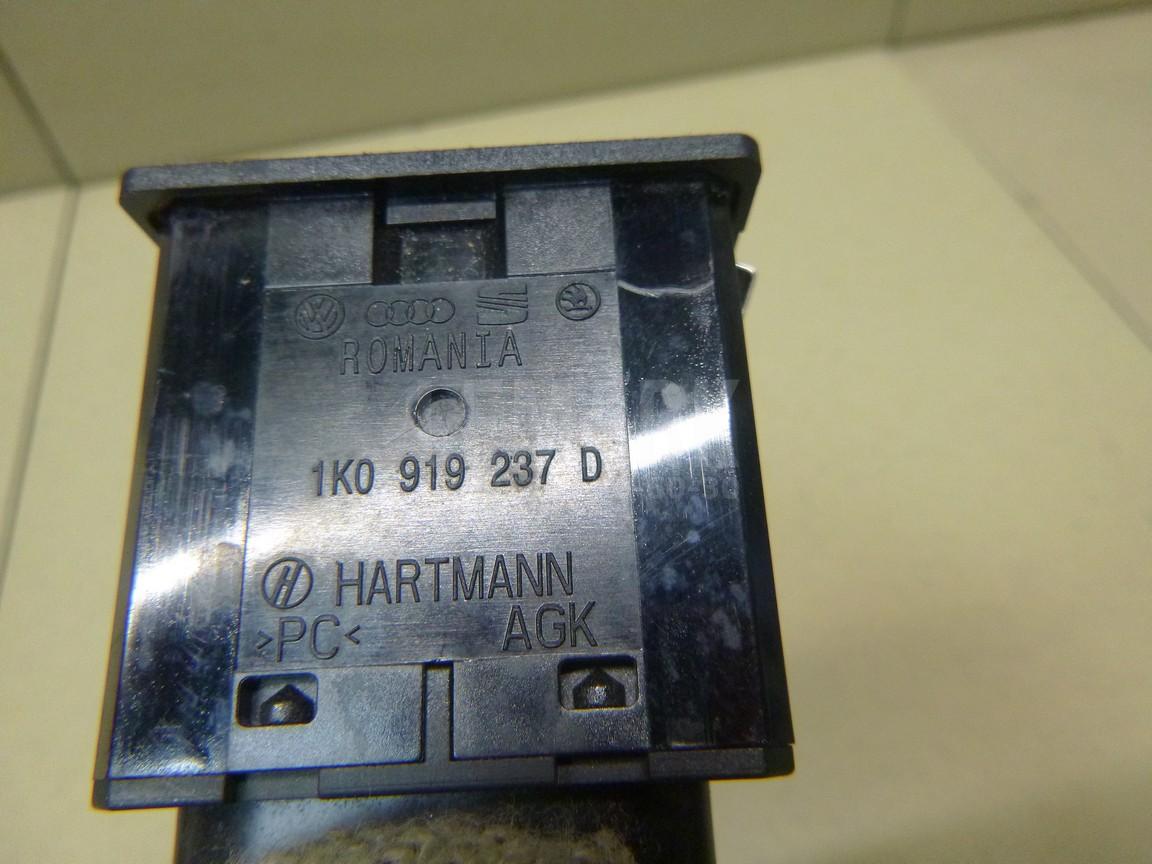 ROMANIA
1K0 919 237 D
HARTMANN
>PC< AGK